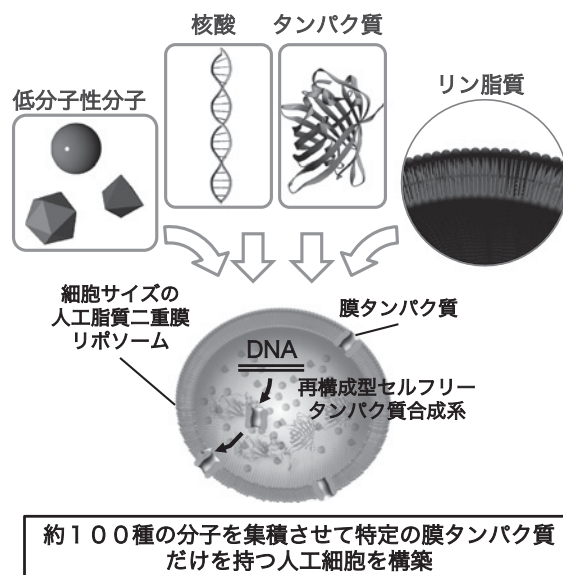 核酸
タンパク質
低分子性分子
リン脂質
細胞サイズの
人工脂質二重膜
リポソーム
膜タンパク質
DNA
再構成型セルフリー
タンパク質合成系
約１００種の分子を集積させて特定の膜タンパク質
だけを持つ人工細胞を構築